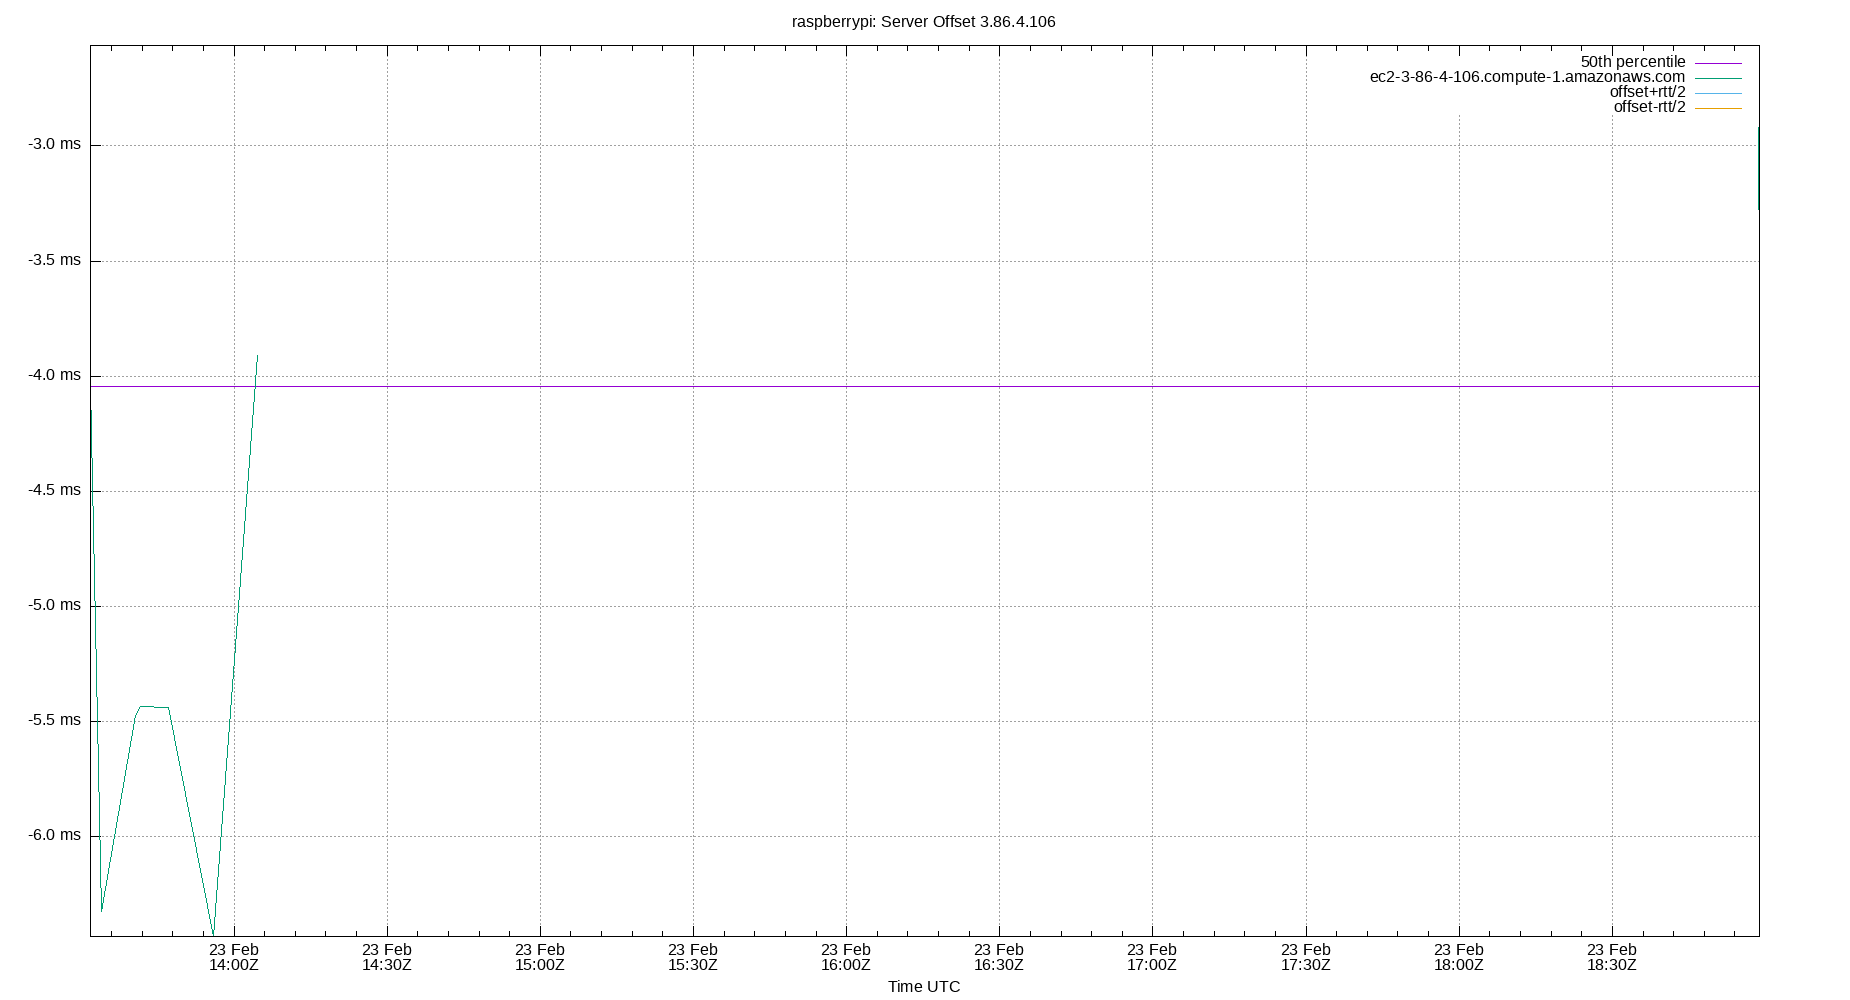 raspberrypi: Server Offset 3.86.4.106
50th percentile
ec2-3-86-4-106.compute-1.amazonaws.com
offset+rtt/2
offset-rtt/2
-3.0 ms
-3.5 ms
-4.0 ms
-4.5 ms
-5.0 ms
-5.5 ms
-6.0 ms
23 Feb 23 Feb 23 Feb 23 Feb 23 Feb 23 Feb 23 Feb 23 Feb 23 Feb 23 Feb
14:00Z 14:30Z 15:00Z 15:30Z 16:00Z 16:30Z 17:00Z 17:30Z 18:00Z 18:30Z
Time UTC